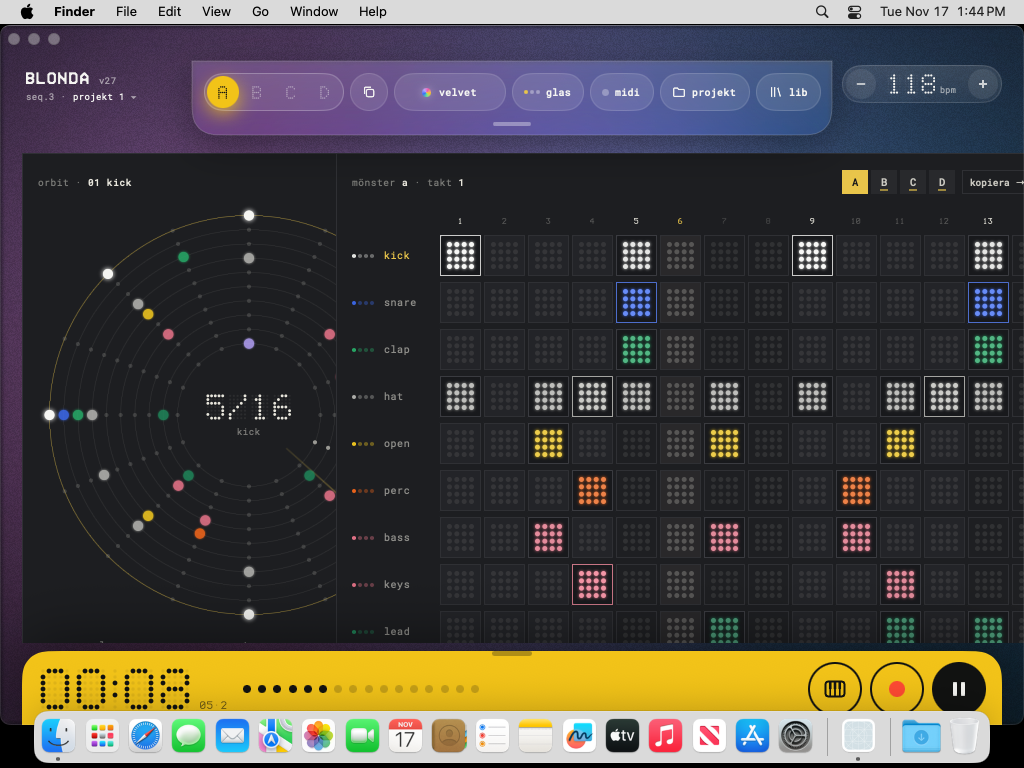 Finder File Edit View Go Window Help Tue Nov 17 1:44 PM
BLONDA v27
seq.3 · projekt 1
A B C D velvet glas midi projekt lib
− 118 bpm +
orbit · 01 kick
mönster a · takt 1
A B C D kopiera →
1 2 3 4 5 6 7 8 9 10 11 12 13
kick
snare
clap
hat
open
perc
bass
keys
lead
5/16
kick
00:08
05 2
NOV
17
tv